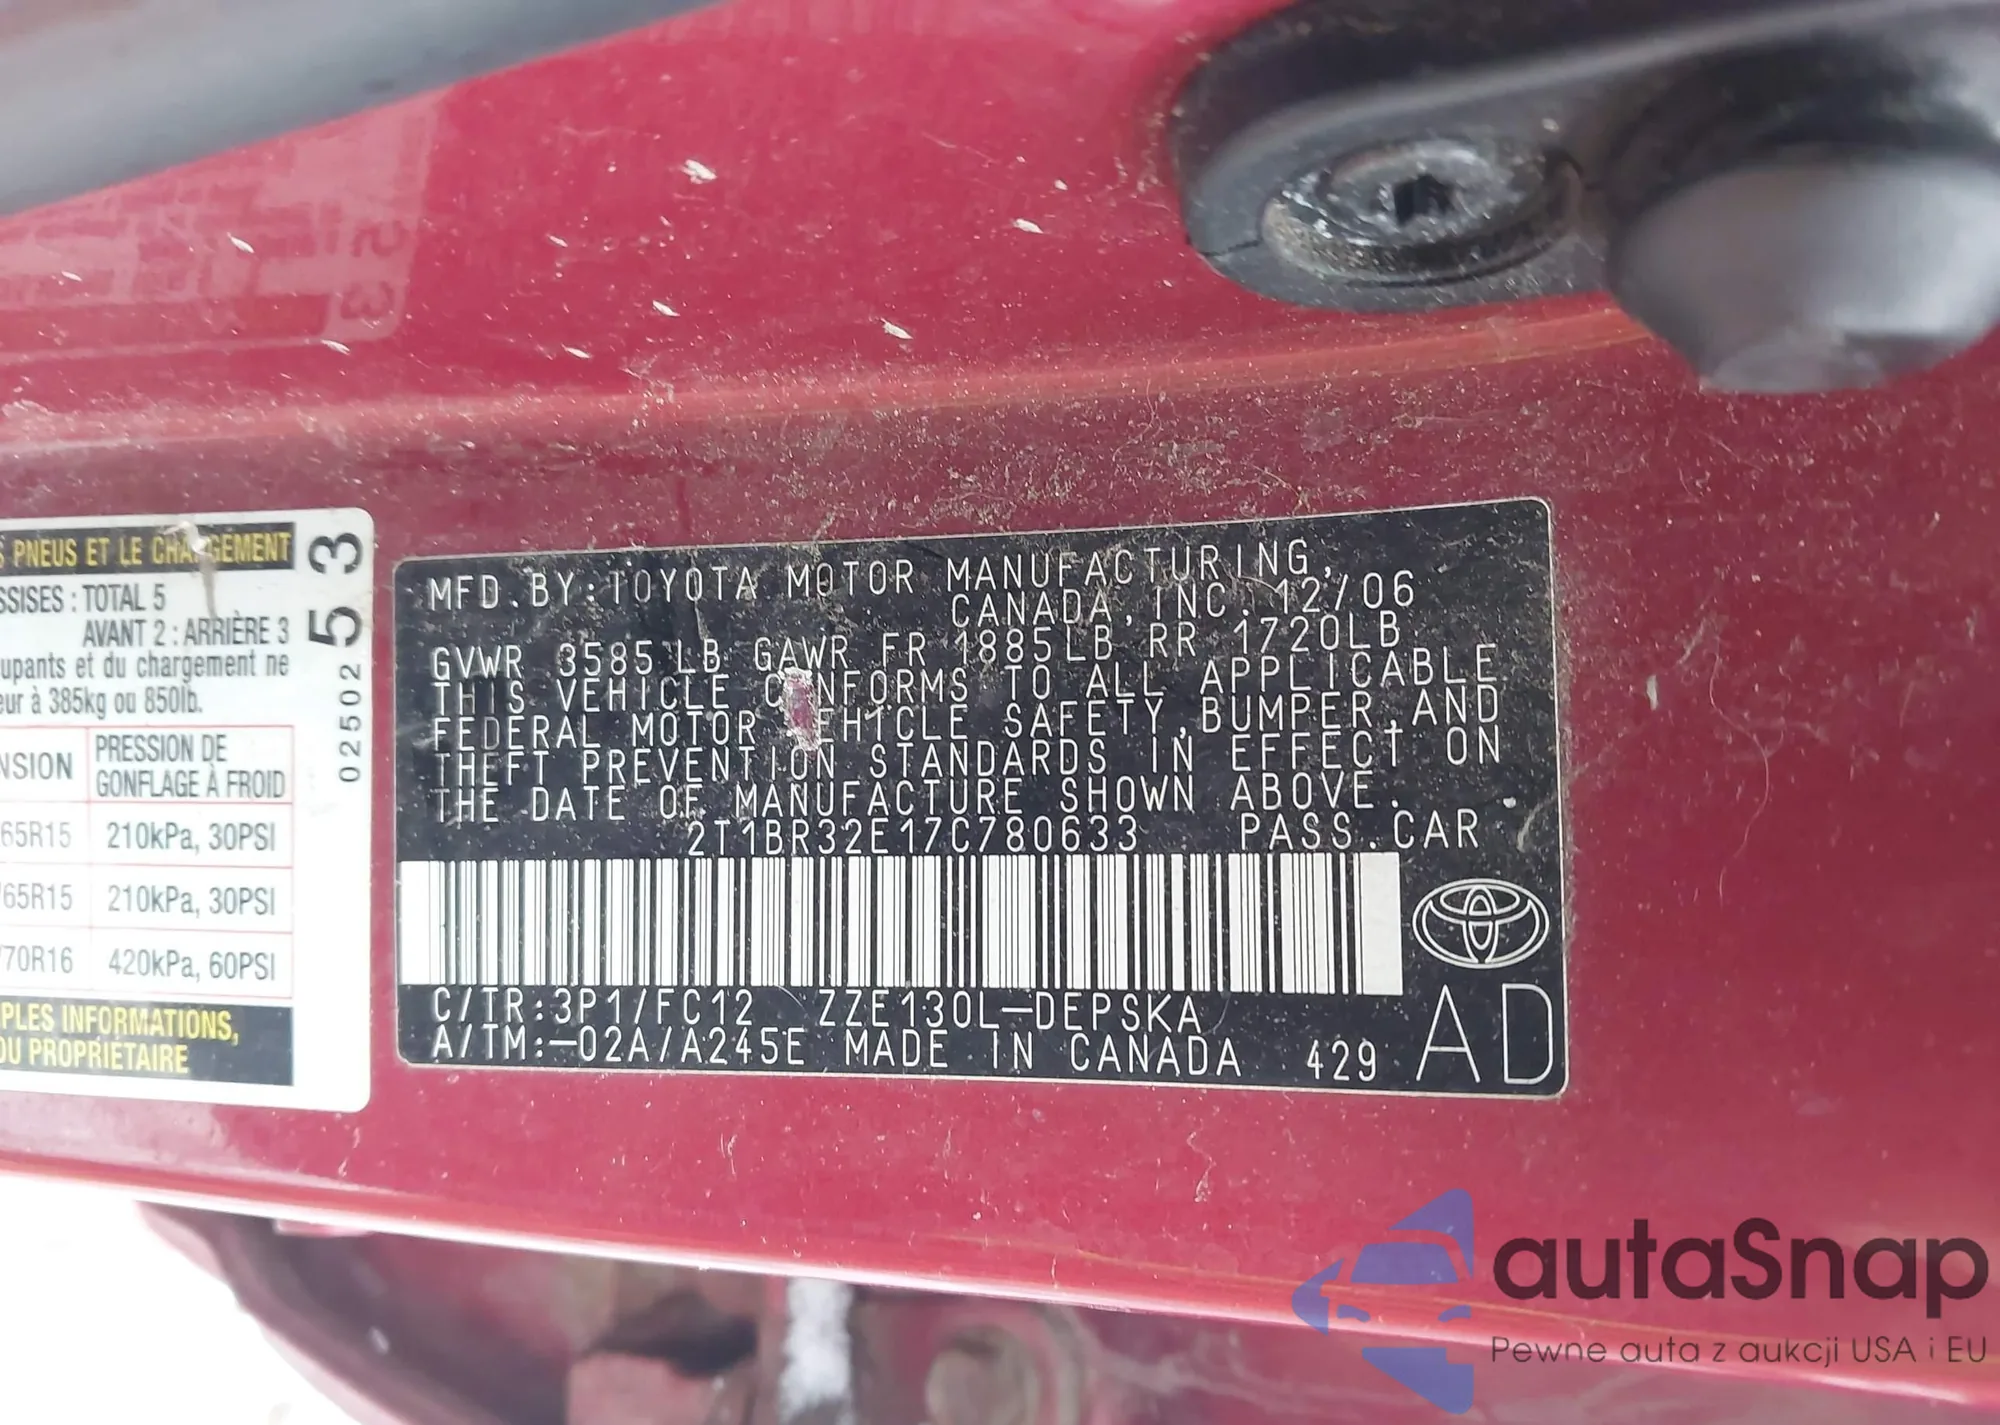 S PNEUS ET LE CHARGEMENT
SSISES : TOTAL 5
AVANT 2 : ARRIÈRE 3
upants et du chargement ne
eur à 385kg ou 850lb.
NSION PRESSION DE
GONFLAGE À FROID
65R15 210kPa, 30PSI
/65R15 210kPa, 30PSI
/70R16 420kPa, 60PSI
PLES INFORMATIONS,
DU PROPRIÉTAIRE
02502 53
MFD. BY: TOYOTA MOTOR MANUFACTURING,
CANADA, INC. 12/06
GVWR 3585 LB GAWR FR 1885LB RR 1720LB
THIS VEHICLE CONFORMS TO ALL APPLICABLE
FEDERAL MOTOR VEHICLE SAFETY, BUMPER, AND
THEFT PREVENTION STANDARDS IN EFFECT ON
THE DATE OF MANUFACTURE SHOWN ABOVE.
2T1BR32E17C780633 PASS. CAR
C/TR:3P1/FC12 ZZE130L-DEPSKA
A/TM:-02A/A245E MADE IN CANADA 429
AD
autaSnap
Pewne auta z aukcji USA i EU